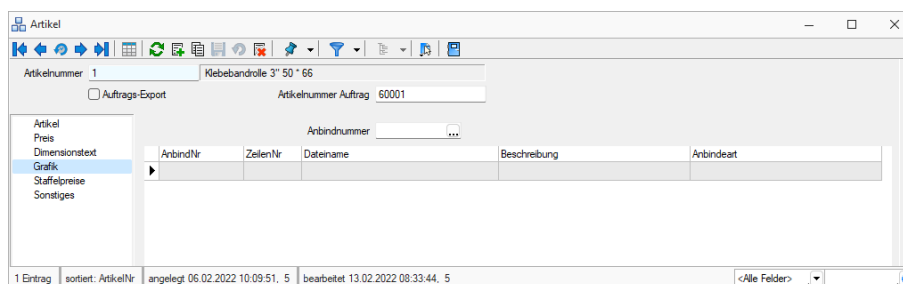 Artikel
Artikelnummer 1 Klebebandrolle 3" 50 * 66
Auftrags-Export Artikelnummer Auftrag 60001
Artikel
Preis
Dimensionstext
Grafik
Staffelpreise
Sonstiges
Anbindnummer ...
AnbindNr ZeilenNr Dateiname Beschreibung Anbindeart
1 Eintrag sortiert: ArtikelNr angelegt 06.02.2022 10:09:51, 5 bearbeitet 13.02.2022 08:33:44, 5 <Alle Felder>